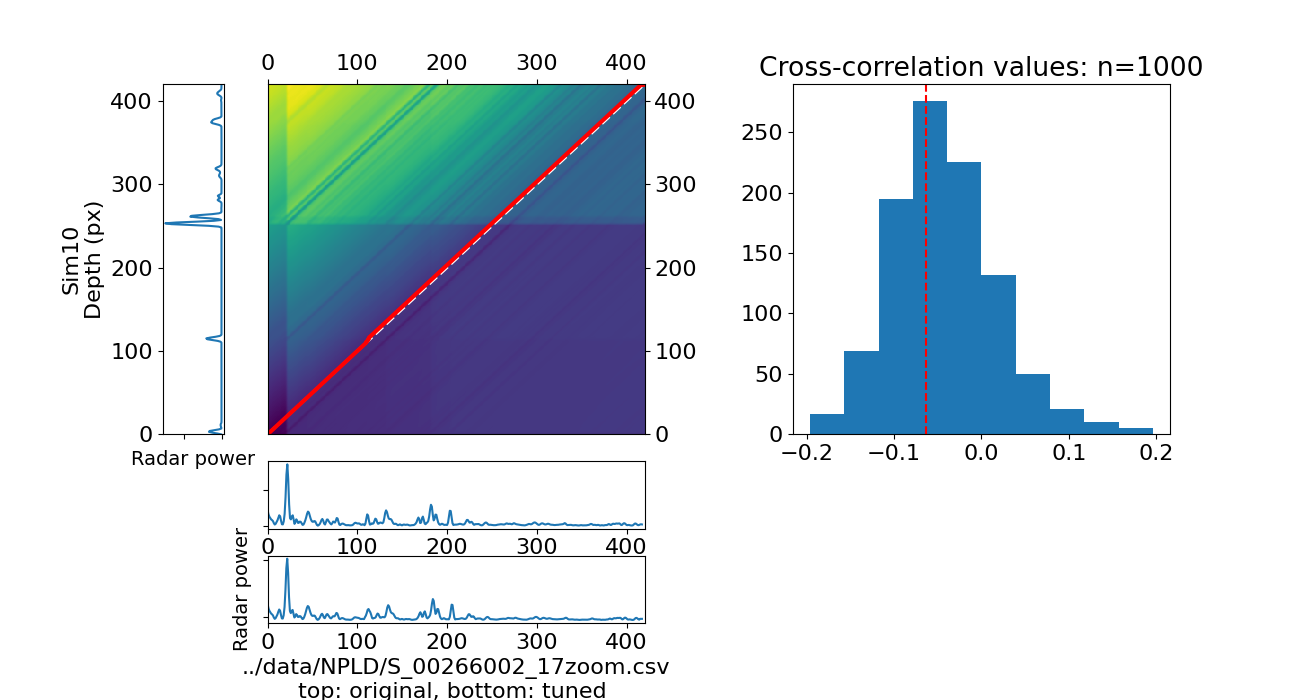 Cross-correlation values: n=1000
0 100 200 300 400
400
300
200
100
0
Sim10
Depth (px)
Radar power
400
300
200
100
0
250
200
150
100
50
0
−0.2 −0.1 0.0 0.1 0.2
0 100 200 300 400
Radar power
0 100 200 300 400
../data/NPLD/S_00266002_17zoom.csv
top: original, bottom: tuned